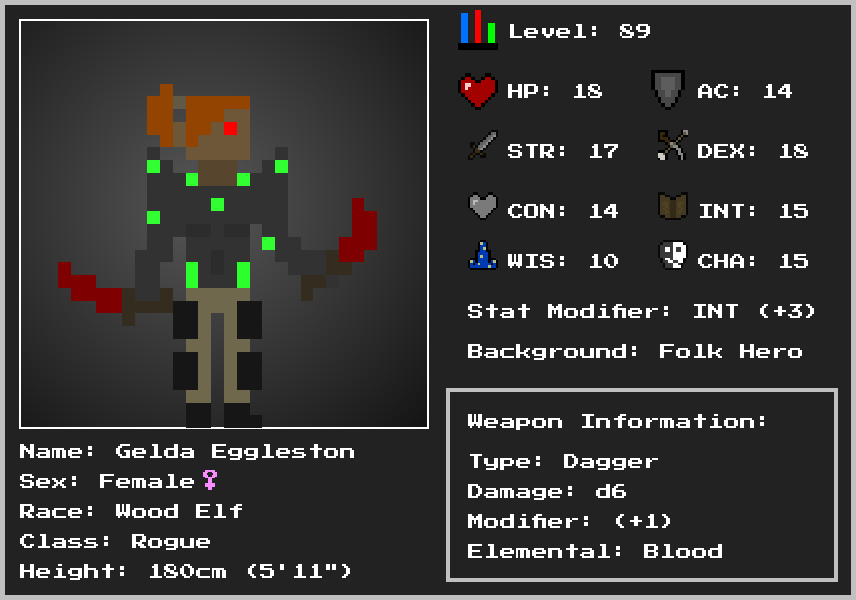 Level: 89
HP: 18 AC: 14
STR: 17 DEX: 18
CON: 14 INT: 15
WIS: 10 CHA: 15
Stat Modifier: INT (+3)
Background: Folk Hero
Weapon Information:
Type: Dagger
Damage: d6
Modifier: (+1)
Elemental: Blood
Name: Gelda Eggleston
Sex: Female♀
Race: Wood Elf
Class: Rogue
Height: 180cm (5'11")